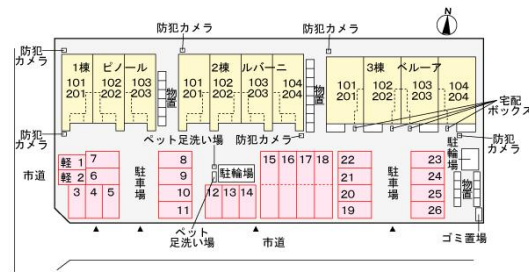 N
防犯カメラ
防犯カメラ
防犯
カメラ
1棟 ピノール
2棟 ルバーニ
3棟 ベルーア
101 102 103
201 202 203
物置
101 102 103
201 202 203
物置
101 102 103 104
201 202 203 204
宅配
ボックス
防犯
カメラ
ペット足洗い場
防犯カメラ
防犯
カメラ
市道
軽 1
軽 2
7
6
3 4 5
駐車場
8
9
10
11
駐輪場
12 13 14
15 16 17 18
22
21
20
19
駐車場
23
24
25
26
駐輪場
物置
ペット
足洗い場
市道
ゴミ置場